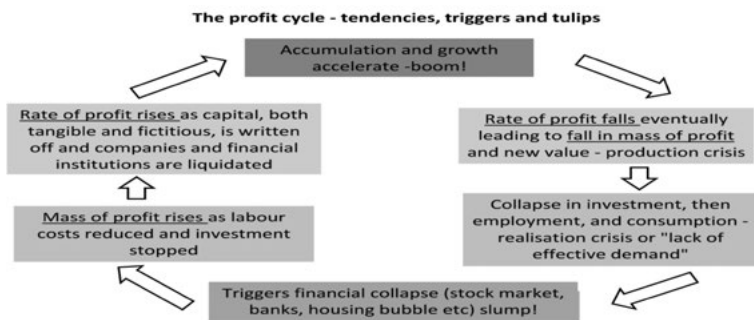 The profit cycle - tendencies, triggers and tulips
Accumulation and growth
accelerate -boom!
Rate of profit falls eventually
leading to fall in mass of profit
and new value - production crisis
Collapse in investment, then
employment, and consumption -
realisation crisis or "lack of
effective demand"
Triggers financial collapse (stock market,
banks, housing bubble etc) slump!
Mass of profit rises as labour
costs reduced and investment
stopped
Rate of profit rises as capital, both
tangible and fictitious, is written
off and companies and financial
institutions are liquidated